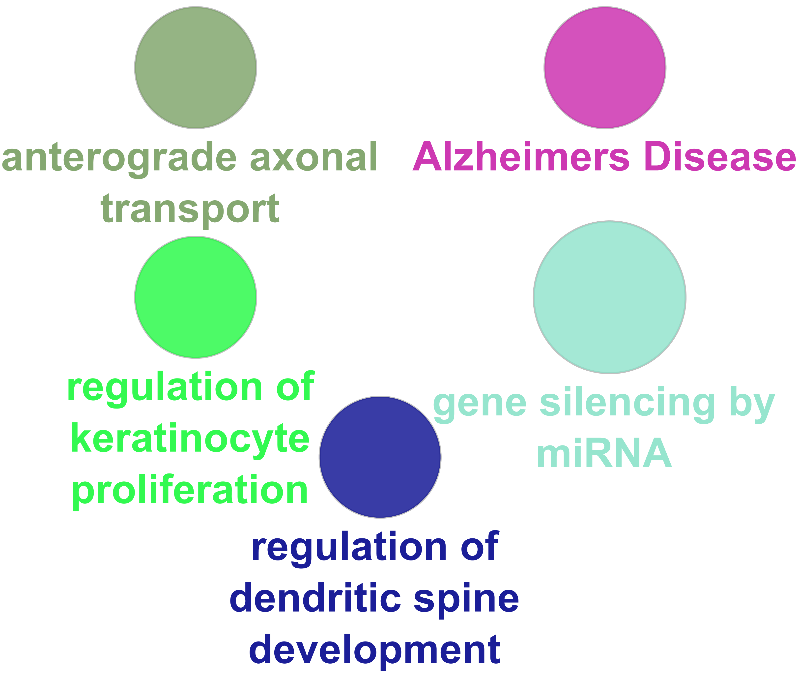 anterograde axonal
transport
Alzheimers Disease
regulation of
keratinocyte
proliferation
gene silencing by
miRNA
regulation of
dendritic spine
development